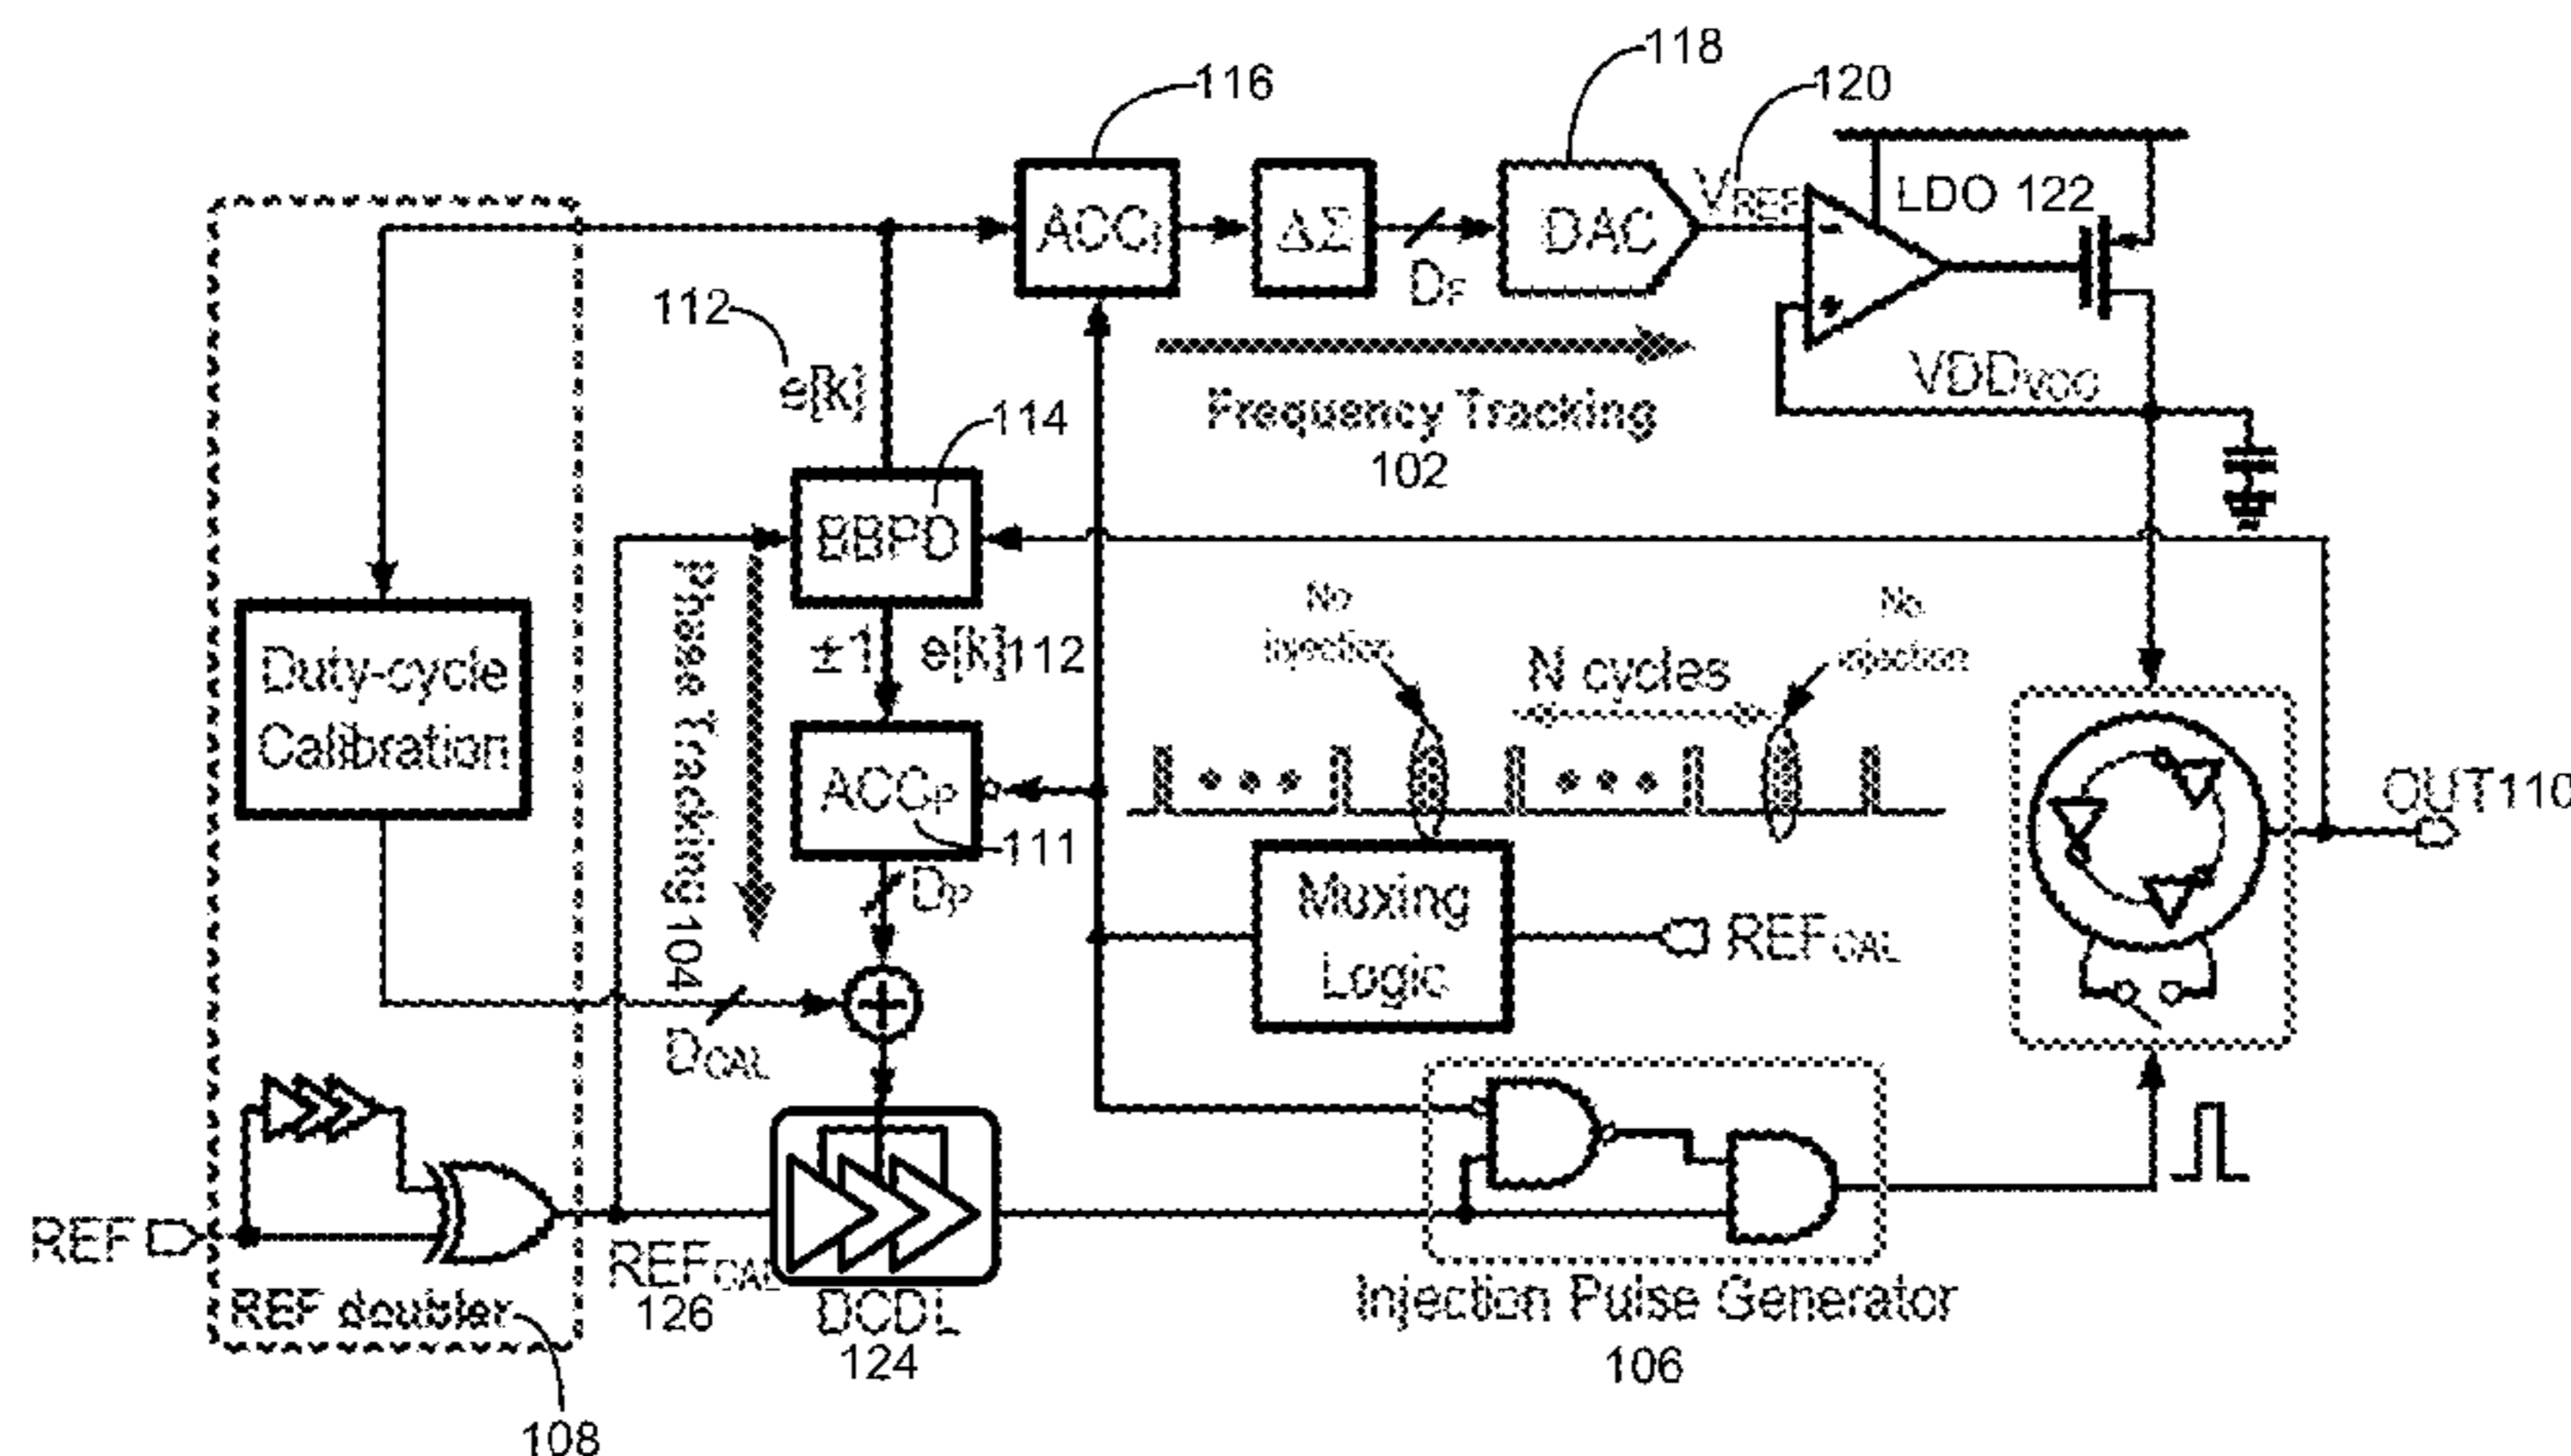 118
116
120
ACCI
ΔΣ
DAC
VREF
LDO 122
DF
112
e[k]
VDDVCO
Frequency Tracking
102
114
BBPD
Phase Tracking 104
±1
e[k]112
No
injection
No
injection
N cycles
Duty-cycle
Calibration
ACCP
111
OUT110
DP
Muxing
Logic
REFCAL
DCAL
REF
REF doubler
REFCAL
126
DCDL
124
Injection Pulse Generator
106
108